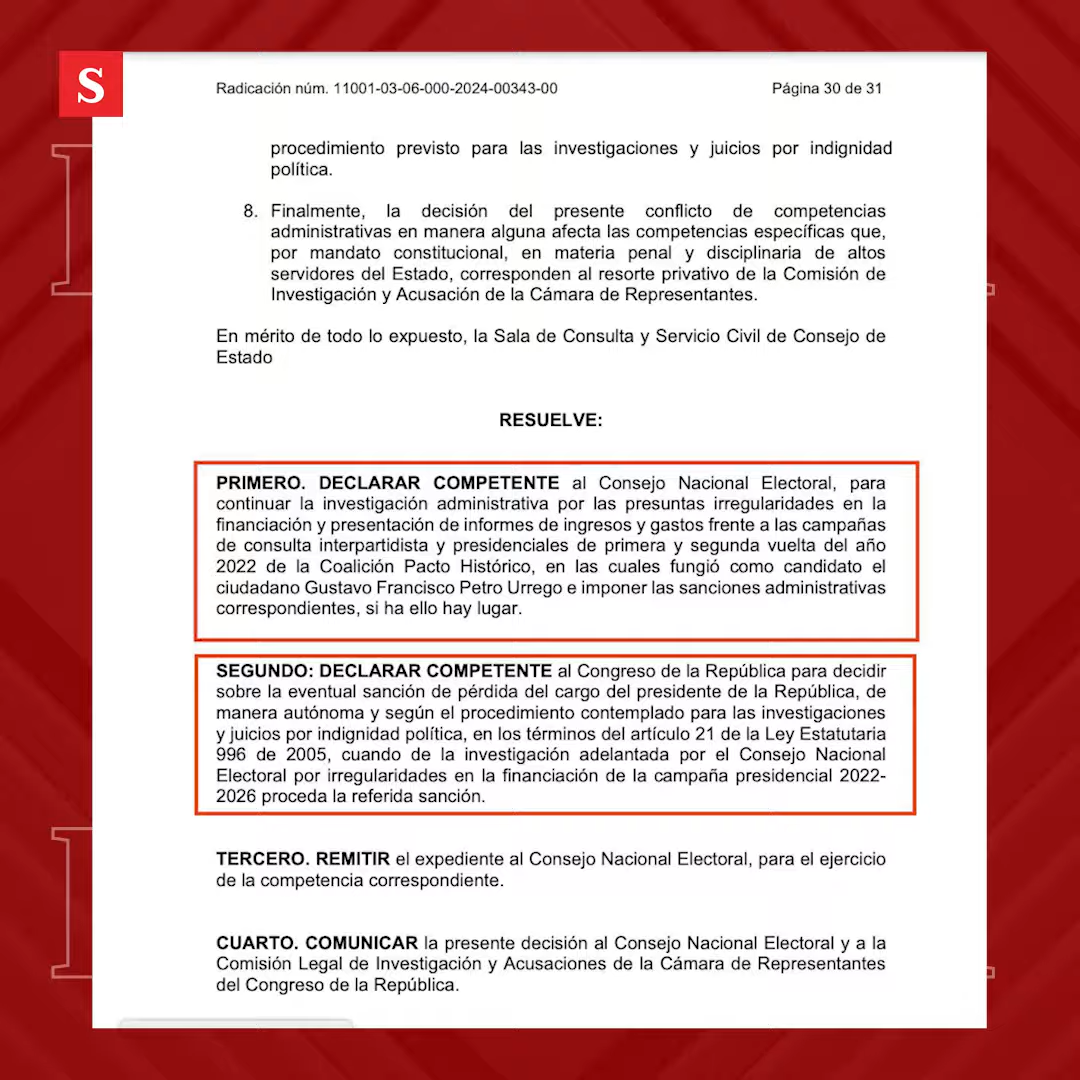 S
Radicación núm. 11001-03-06-000-2024-00343-00 Página 30 de 31
procedimiento previsto para las investigaciones y juicios por indignidad
política.
8. Finalmente, la decisión del presente conflicto de competencias
administrativas en manera alguna afecta las competencias específicas que,
por mandato constitucional, en materia penal y disciplinaria de altos
servidores del Estado, corresponden al resorte privativo de la Comisión de
Investigación y Acusación de la Cámara de Representantes.
En mérito de todo lo expuesto, la Sala de Consulta y Servicio Civil de Consejo de
Estado
RESUELVE:
PRIMERO. DECLARAR COMPETENTE al Consejo Nacional Electoral, para
continuar la investigación administrativa por las presuntas irregularidades en la
financiación y presentación de informes de ingresos y gastos frente a las campañas
de consulta interpartidista y presidenciales de primera y segunda vuelta del año
2022 de la Coalición Pacto Histórico, en las cuales fungió como candidato el
ciudadano Gustavo Francisco Petro Urrego e imponer las sanciones administrativas
correspondientes, si ha ello hay lugar.
SEGUNDO: DECLARAR COMPETENTE al Congreso de la República para decidir
sobre la eventual sanción de pérdida del cargo del presidente de la República, de
manera autónoma y según el procedimiento contemplado para las investigaciones
y juicios por indignidad política, en los términos del artículo 21 de la Ley Estatutaria
996 de 2005, cuando de la investigación adelantada por el Consejo Nacional
Electoral por irregularidades en la financiación de la campaña presidencial 2022-
2026 proceda la referida sanción.
TERCERO. REMITIR el expediente al Consejo Nacional Electoral, para el ejercicio
de la competencia correspondiente.
CUARTO. COMUNICAR la presente decisión al Consejo Nacional Electoral y a la
Comisión Legal de Investigación y Acusaciones de la Cámara de Representantes
del Congreso de la República.